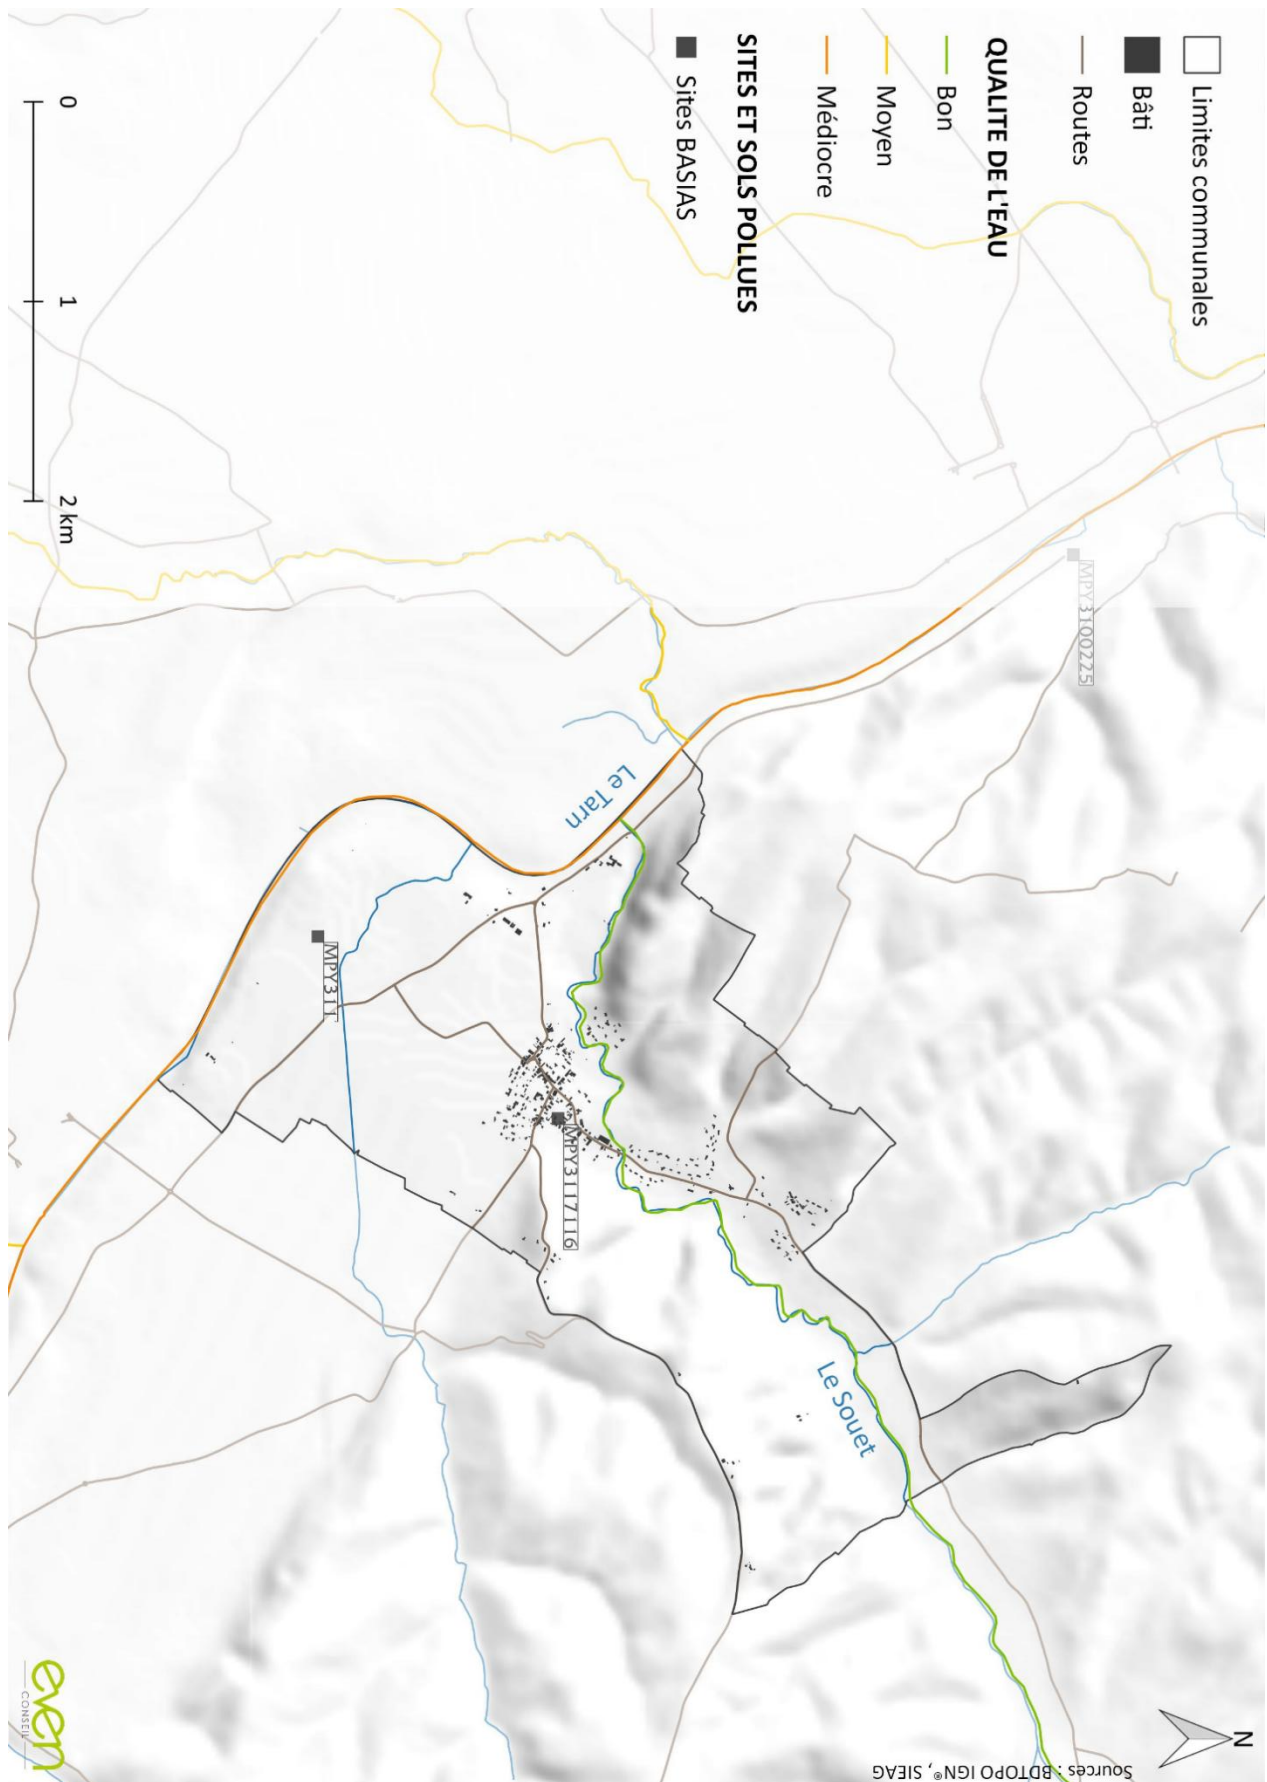 Limites communales
Bâti
Routes
QUALITE DE L'EAU
Bon
Moyen
Médiocre
SITES ET SOLS POLLUES
Sites BASIAS
0 1 2 km
MPY3100225
Le Tarn
MPY311
MPY3117116
Le Souet
N
Sources : BDTOPO IGN®, SIEAG
even
CONSEIL